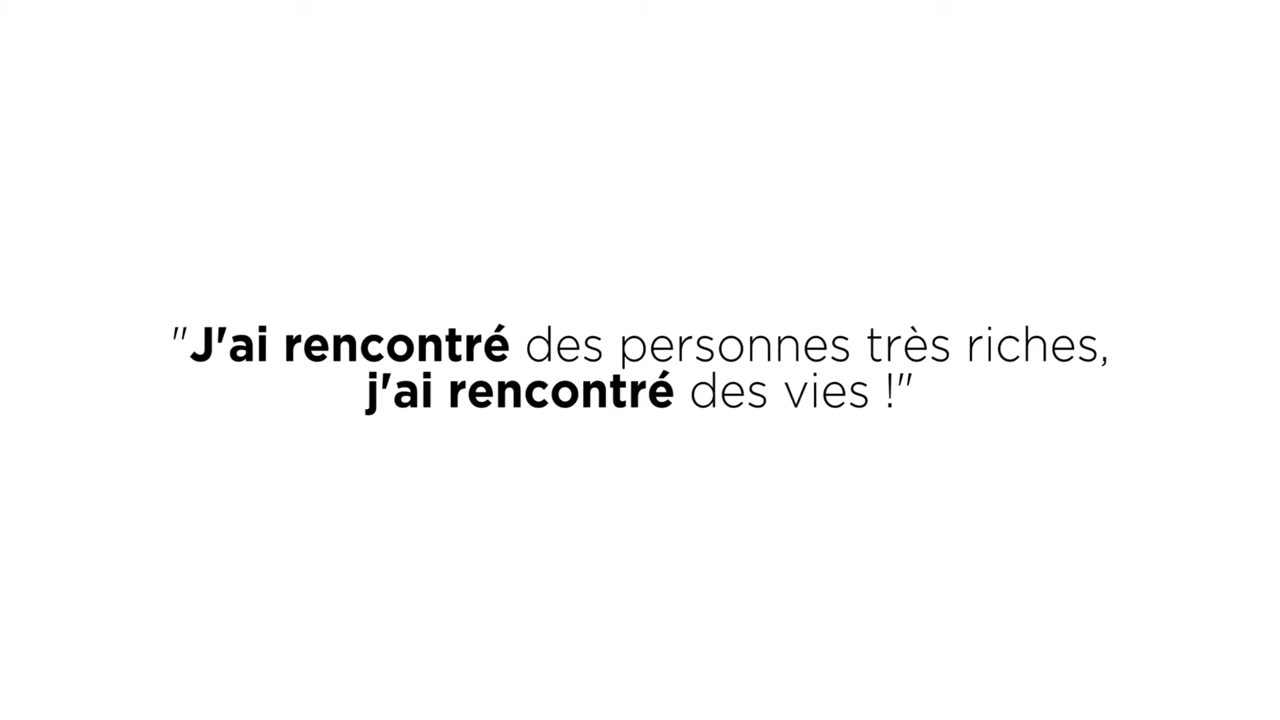 "J'ai rencontré des personnes très riches,
j'ai rencontré des vies !"